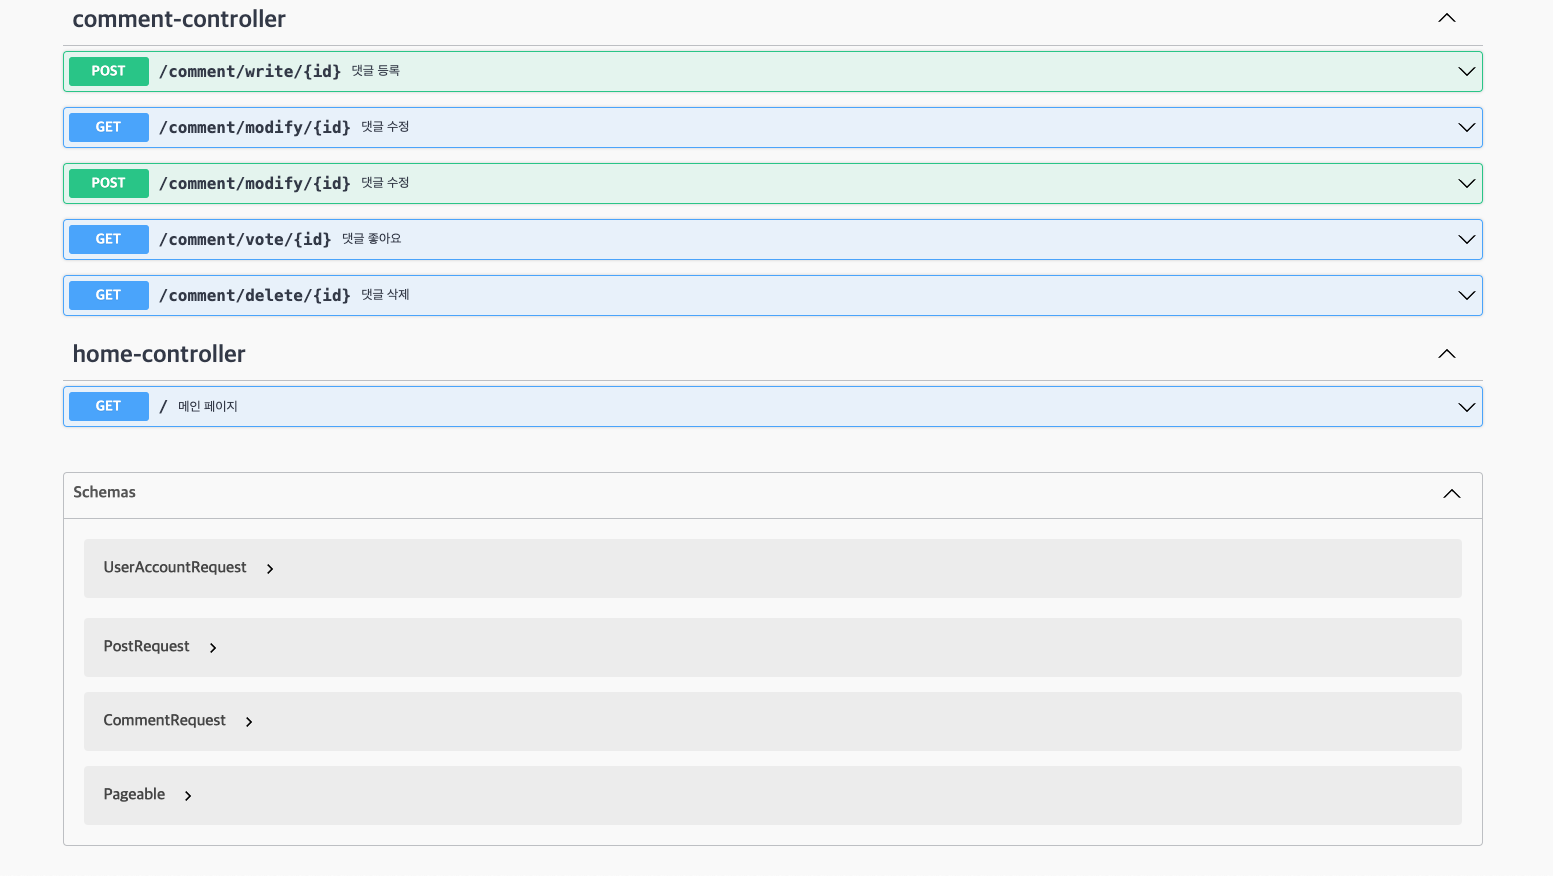 comment-controller
POST /comment/write/{id} 댓글 등록
GET /comment/modify/{id} 댓글 수정
POST /comment/modify/{id} 댓글 수정
GET /comment/vote/{id} 댓글 좋아요
GET /comment/delete/{id} 댓글 삭제
home-controller
GET / 메인 페이지
Schemas
UserAccountRequest
PostRequest
CommentRequest
Pageable